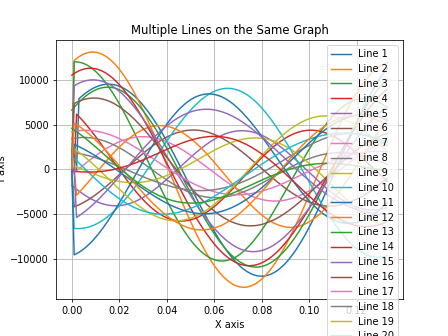 Multiple Lines on the Same Graph
10000
5000
0
−5000
−10000
0.00
0.02
0.04
0.06
0.08
0.10
X axis
axis
Line 1
Line 2
Line 3
Line 4
Line 5
Line 6
Line 7
Line 8
Line 9
Line 10
Line 11
Line 12
Line 13
Line 14
Line 15
Line 16
Line 17
Line 18
Line 19
Line 20